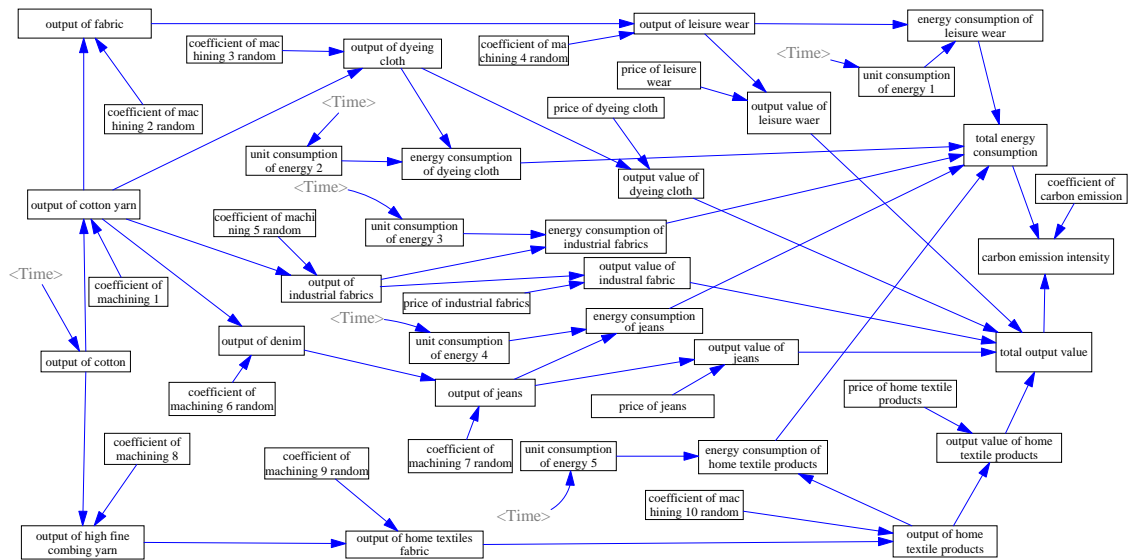 output of fabric
output of leisure wear
energy consumption of
leisure wear
coefficient of mac
hining 3 random
output of dyeing
cloth
coefficient of ma
chining 4 random
<Time>
unit consumption
of energy 1
price of leisure
wear
output value of
leisure waer
coefficient of mac
hining 2 random
<Time>
price of dyeing cloth
total energy
consumption
unit consumption
of energy 2
energy consumption
of dyeing cloth
output value of
dyeing cloth
coefficient of
carbon emission
<Time>
output of cotton yarn
coefficient of machi
ning 5 random
unit consumption
of energy 3
energy consumption of
industrial fabrics
carbon emission intensity
<Time>
coefficient of
machining 1
output of
industrial fabrics
output value of
industrial fabric
price of industrial fabrics
<Time>
energy consumption
of jeans
output of denim
unit consumption
of energy 4
output value of
jeans
total output value
output of cotton
coefficient of
machining 6 random
output of jeans
price of jeans
price of home textile
products
coefficient of
machining 8
coefficient of
machining 9 random
coefficient of
machining 7 random
unit consumption
of energy 5
energy consumption of
home textile products
output value of home
textile products
<Time>
coefficient of mac
hining 10 random
output of high fine
combing yarn
output of home textiles
fabric
output of home
textile products